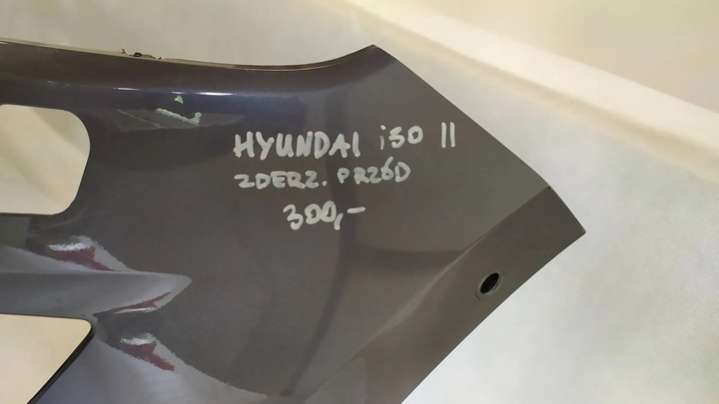 HYUNDAI i30 II
ZDERZ. PRZÓD
300,-